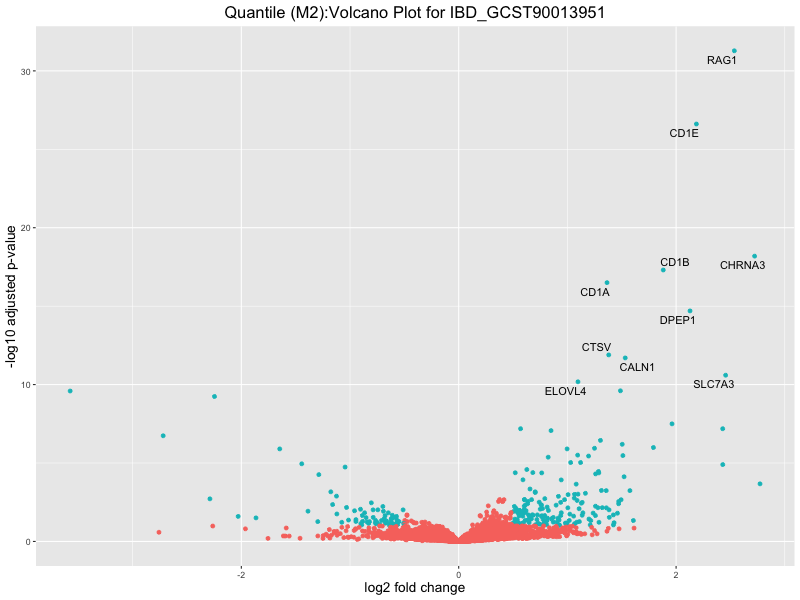 Quantile (M2):Volcano Plot for IBD_GCST90013951
RAG1
CD1E
CD1B
CHRNA3
CD1A
DPEP1
CTSV
CALN1
SLC7A3
ELOVL4
30
20
10
0
-log10 adjusted p-value
-2
0
2
log2 fold change